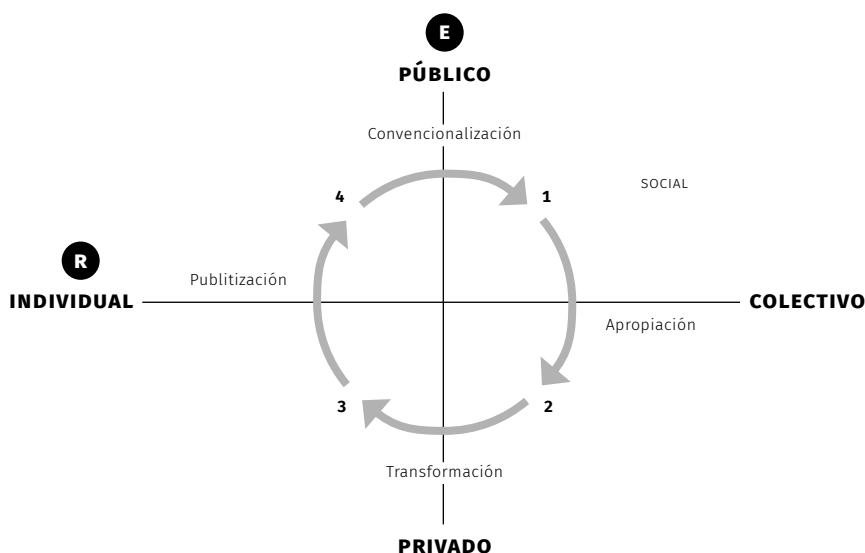 E
PÚBLICO
Convencionalización
4
1
SOCIAL
R
Publitización
INDIVIDUAL
COLECTIVO
Apropiación
3
2
Transformación
PRIVADO